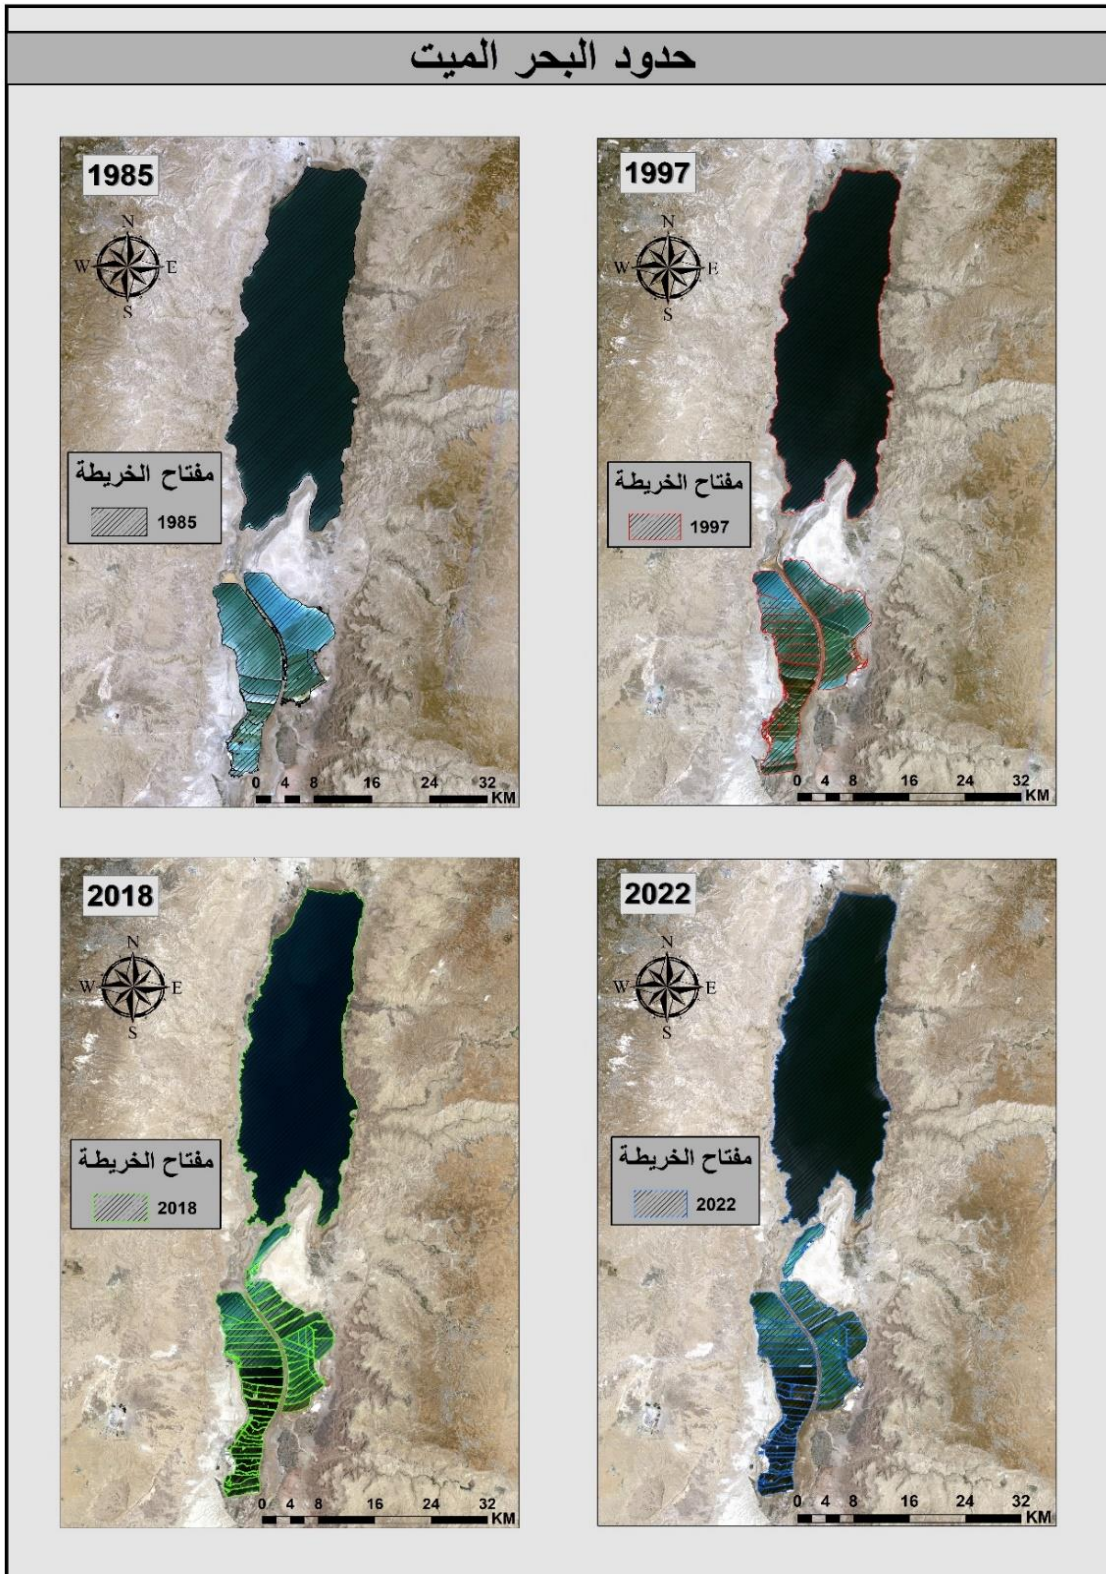 حدود البحر الميت
1985
N
W E
S
مفتاح الخريطة
1985
0 4 8 16 24 32
KM
1997
N
W E
S
مفتاح الخريطة
1997
0 4 8 16 24 32
KM
2018
N
W E
S
مفتاح الخريطة
2018
0 4 8 16 24 32
KM
2022
N
W E
S
مفتاح الخريطة
2022
0 4 8 16 24 32
KM